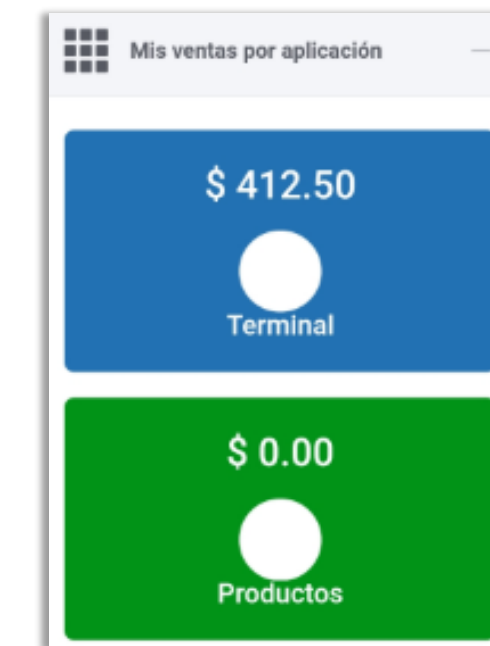 Mis ventas por aplicación
$ 412.50
Terminal
$ 0.00
Productos